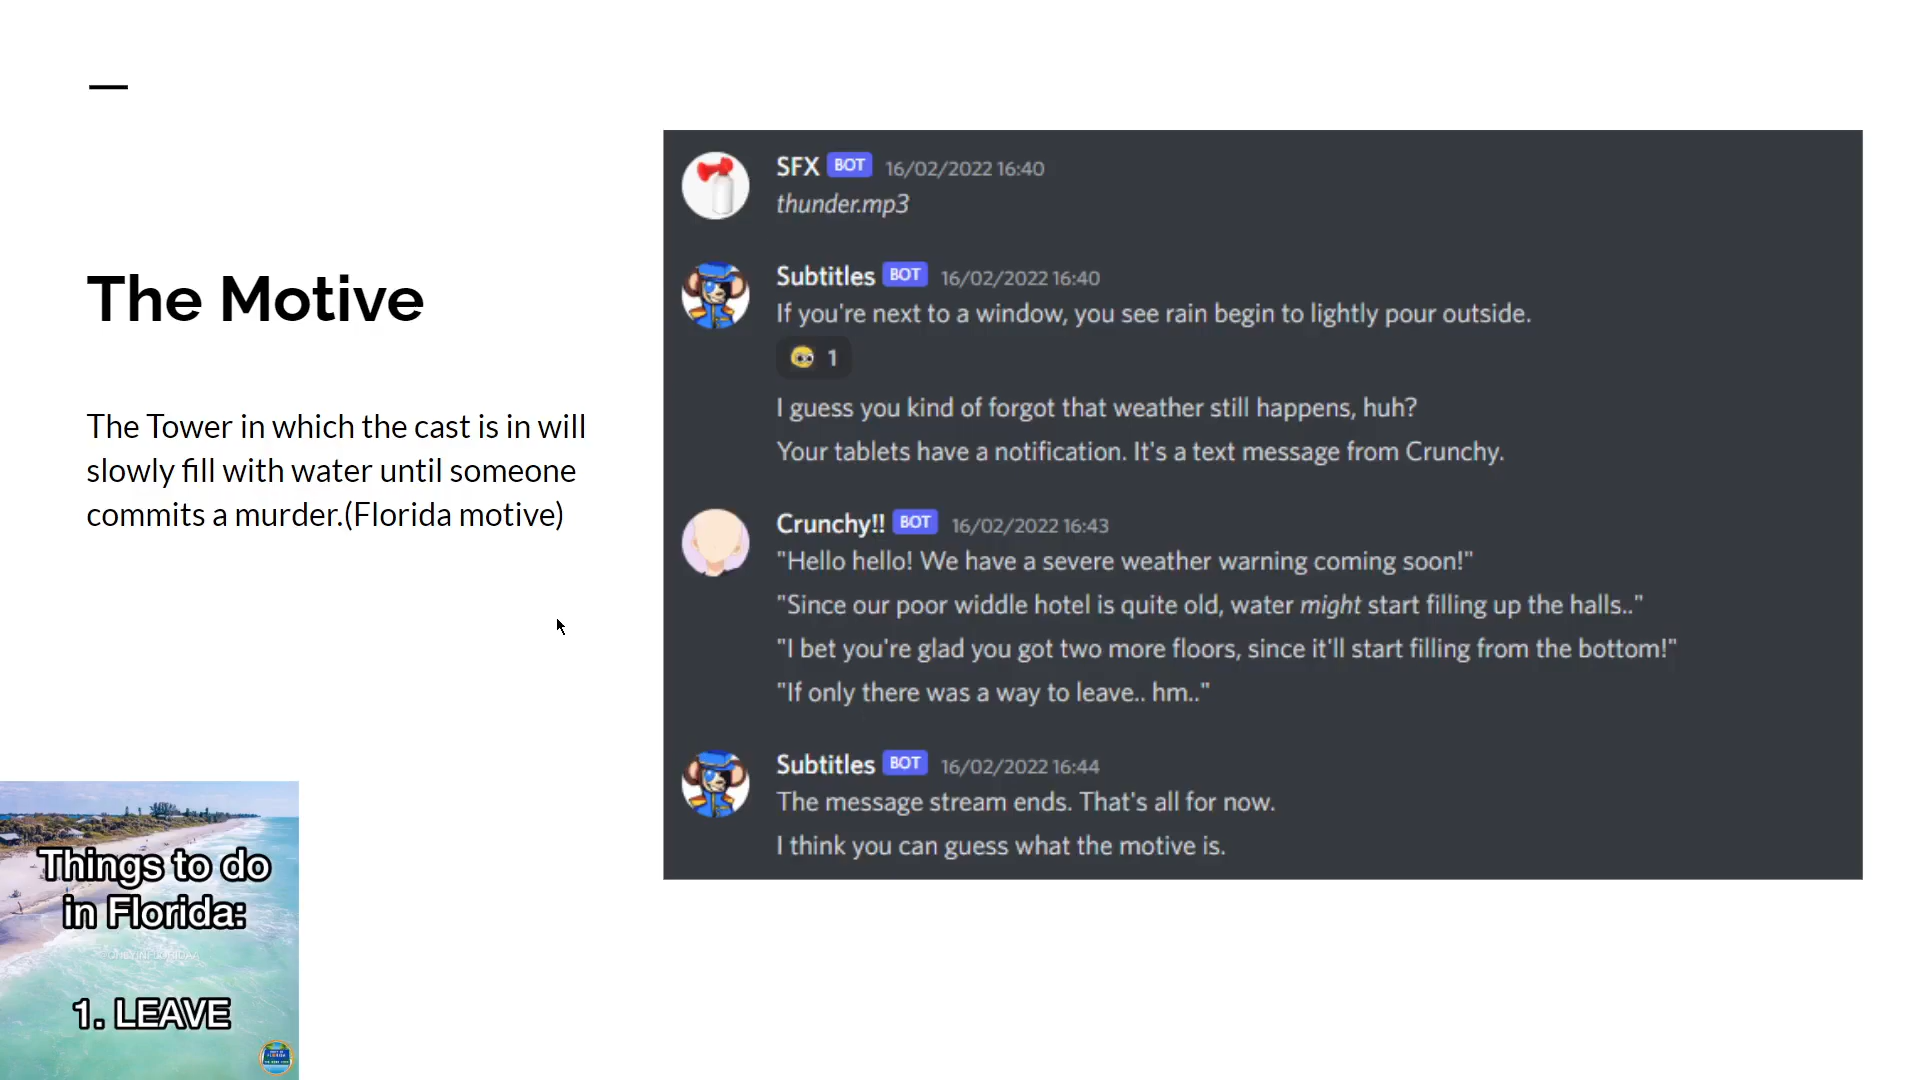 The Motive
The Tower in which the cast is in will
slowly fill with water until someone
commits a murder.(Florida motive)
SFX BOT 16/02/2022 16:40
thunder.mp3
Subtitles BOT 16/02/2022 16:40
If you're next to a window, you see rain begin to lightly pour outside.
1
I guess you kind of forgot that weather still happens, huh?
Your tablets have a notification. It's a text message from Crunchy.
Crunchy!! BOT 16/02/2022 16:43
"Hello hello! We have a severe weather warning coming soon!"
"Since our poor widdle hotel is quite old, water might start filling up the halls.."
"I bet you're glad you got two more floors, since it'll start filling from the bottom!"
"If only there was a way to leave.. hm.."
Subtitles BOT 16/02/2022 16:44
The message stream ends. That's all for now.
I think you can guess what the motive is.
Things to do
in Florida:
1. LEAVE